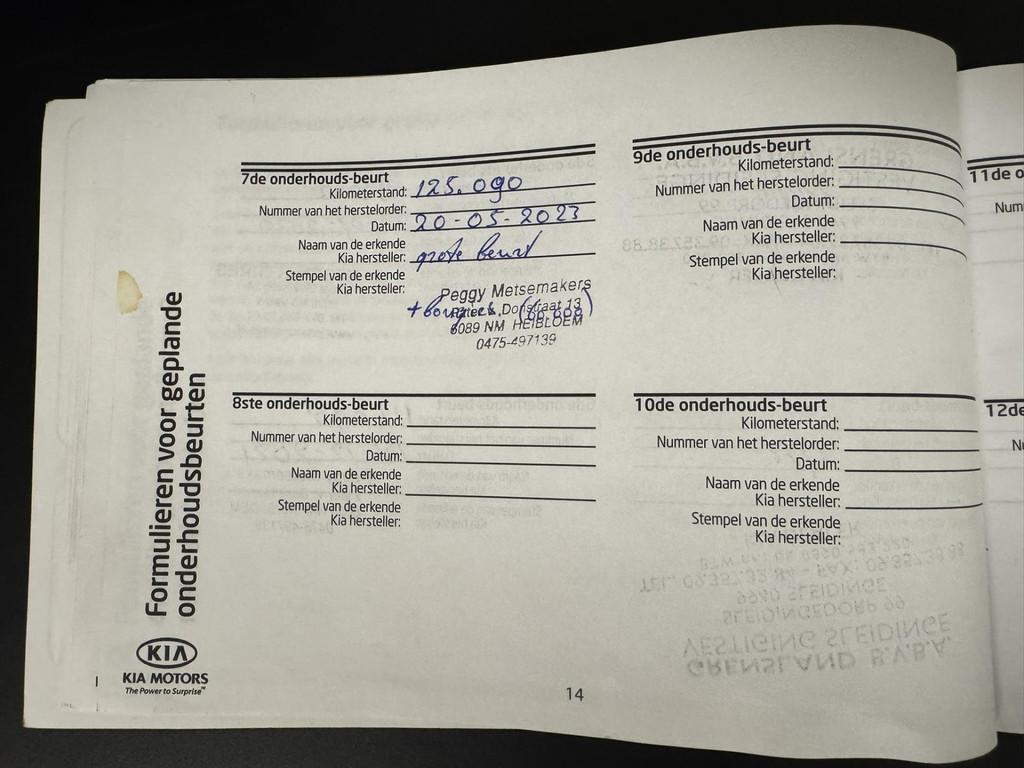 7de onderhouds-beurt
Kilometerstand: 125.090
Nummer van het herstelorder:
Datum: 20-05-2023
Naam van de erkende
Kia hersteller: grote beurt
Stempel van de erkende
Kia hersteller:
Peggy Metsemakers
+ bougies
6089 NM HEIBLOEM
0475-497139
8ste onderhouds-beurt
Kilometerstand:
Nummer van het herstelorder:
Datum:
Naam van de erkende
Kia hersteller:
Stempel van de erkende
Kia hersteller:
9de onderhouds-beurt
Kilometerstand:
Nummer van het herstelorder:
Datum:
Naam van de erkende
Kia hersteller:
Stempel van de erkende
Kia hersteller:
10de onderhouds-beurt
Kilometerstand:
Nummer van het herstelorder:
Datum:
Naam van de erkende
Kia hersteller:
Stempel van de erkende
Kia hersteller:
11de o
Num
12de
Nu
Formulieren voor geplande
onderhoudsbeurten
KIA
KIA MOTORS
The Power to Surprise™
14